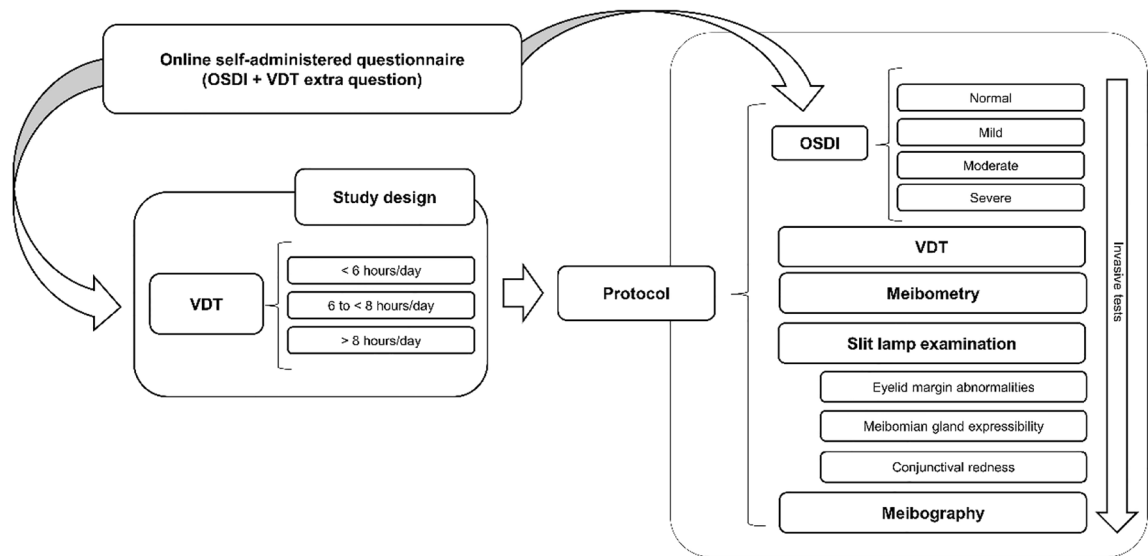 Online self-administered questionnaire
(OSDI + VDT extra question)
Study design
VDT
< 6 hours/day
6 to < 8 hours/day
> 8 hours/day
Protocol
OSDI
Normal
Mild
Moderate
Severe
VDT
Meibometry
Slit lamp examination
Eyelid margin abnormalities
Meibomian gland expressibility
Conjunctival redness
Meibography
Invasive tests